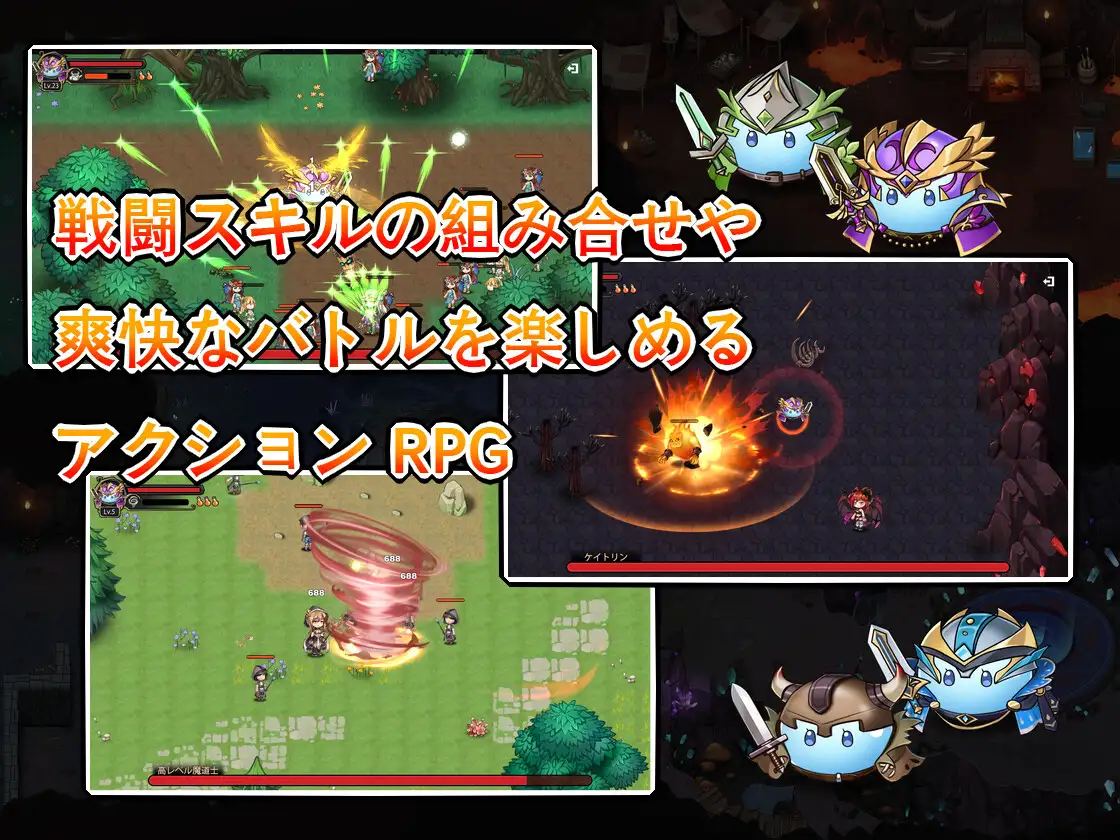 Lv.23
1
戦闘スキルの組み合せや
爽快なバトルを楽しめる
アクション RPG
Lv.5
688
688
688
ケイトリン
高レベル魔道士